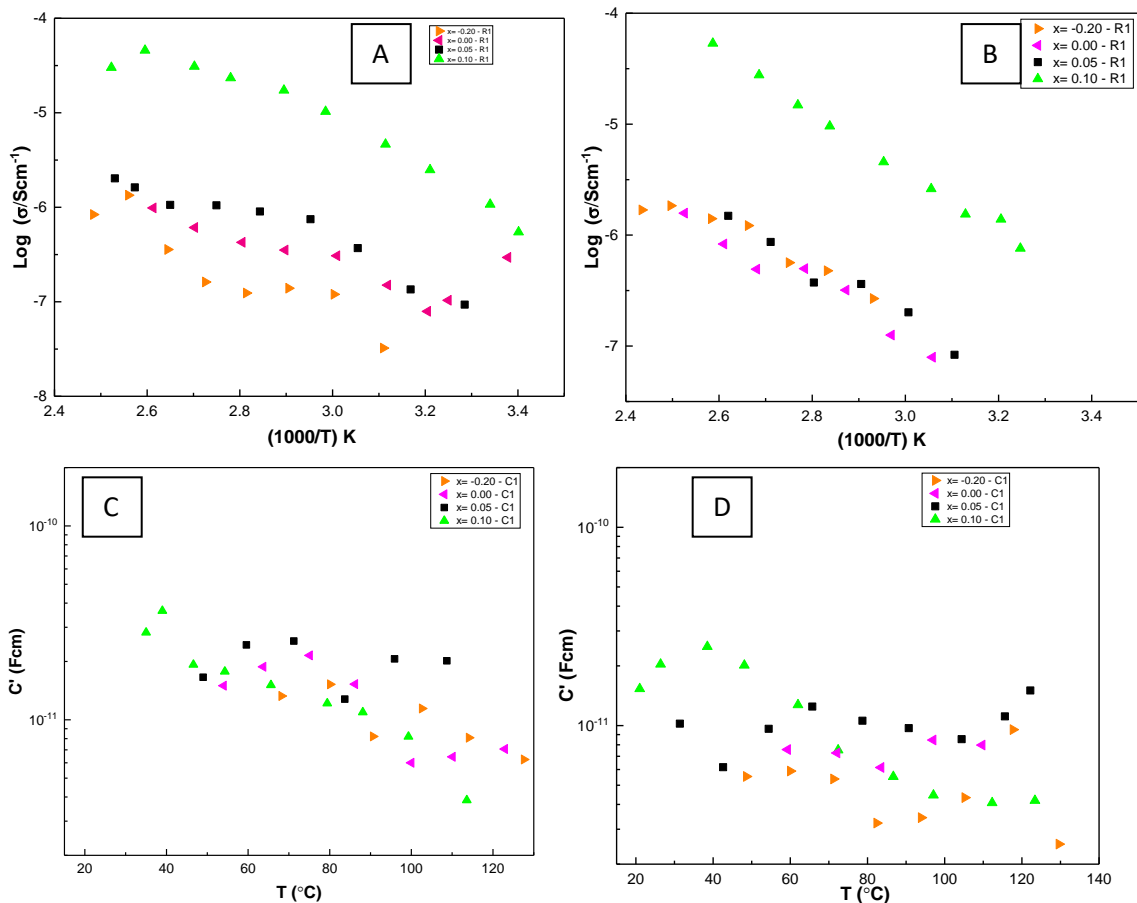 A
x= -0.20 - R1
x= 0.00 - R1
x= 0.05 - R1
x= 0.10 - R1
-4
-5
-6
-7
-8
Log (σ/Scm⁻¹)
2.4 2.6 2.8 3.0 3.2 3.4
(1000/T) K
B
x= -0.20 - R1
x= 0.00 - R1
x= 0.05 - R1
x= 0.10 - R1
-4
-5
-6
-7
Log (σ/Scm⁻¹)
2.4 2.6 2.8 3.0 3.2 3.4
(1000/T) K
C
x= -0.20 - C1
x= 0.00 - C1
x= 0.05 - C1
x= 0.10 - C1
10⁻¹⁰
10⁻¹¹
C' (Fcm)
20 40 60 80 100 120
T (°C)
D
x= -0.20 - C1
x= 0.00 - C1
x= 0.05 - C1
x= 0.10 - C1
10⁻¹⁰
10⁻¹¹
C' (Fcm)
20 40 60 80 100 120 140
T (°C)